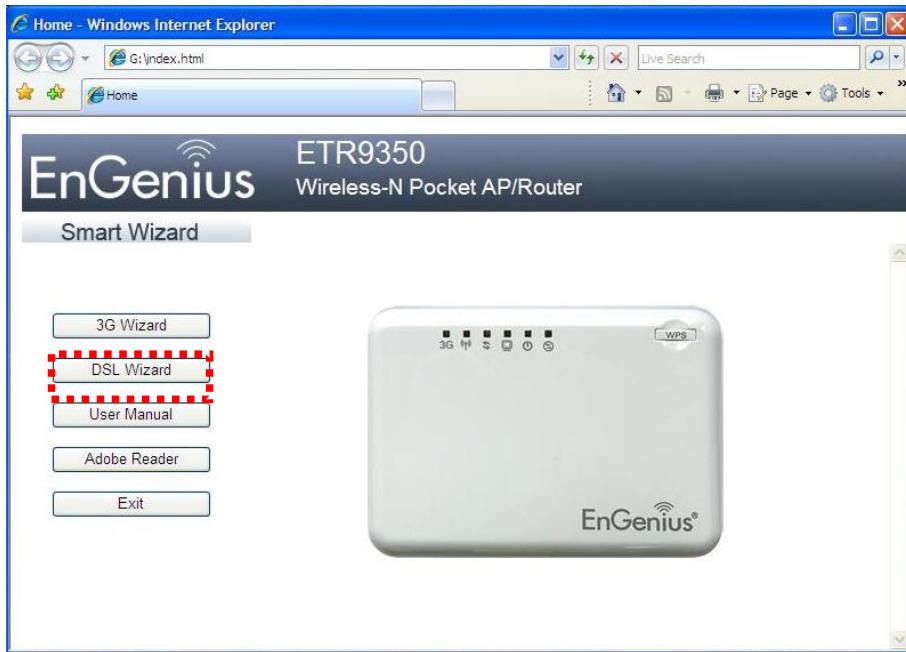 Home - Windows Internet Explorer
G:\index.html
Live Search
Home
Page
Tools
»
EnGenius
ETR9350
Wireless-N Pocket AP/Router
Smart Wizard
3G Wizard
DSL Wizard
User Manual
Adobe Reader
Exit
3G
WPS
EnGenius®